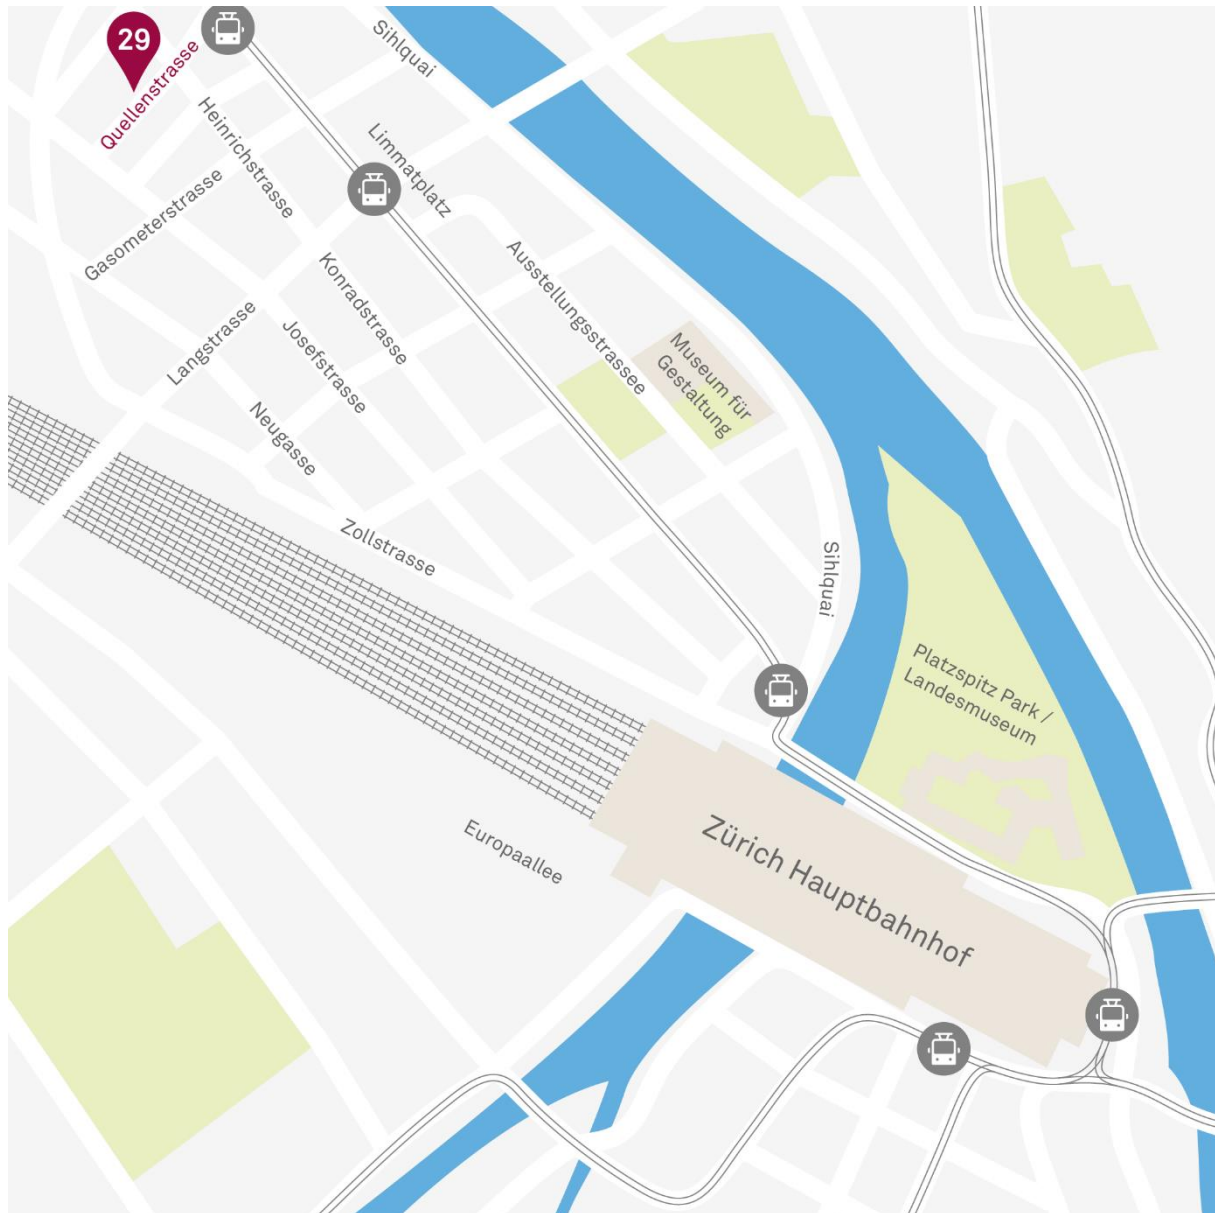 29
Quellenstrasse
Sihlquai
Heinrichstrasse
Limmatplatz
Gasometerstrasse
Ausstellungsstrassee
Konradstrasse
Langstrasse
Josefstrasse
Museum für
Gestaltung
Neugasse
Zollstrasse
Sihlquai
Platzspitz Park /
Landesmuseum
Europaallee
Zürich Hauptbahnhof